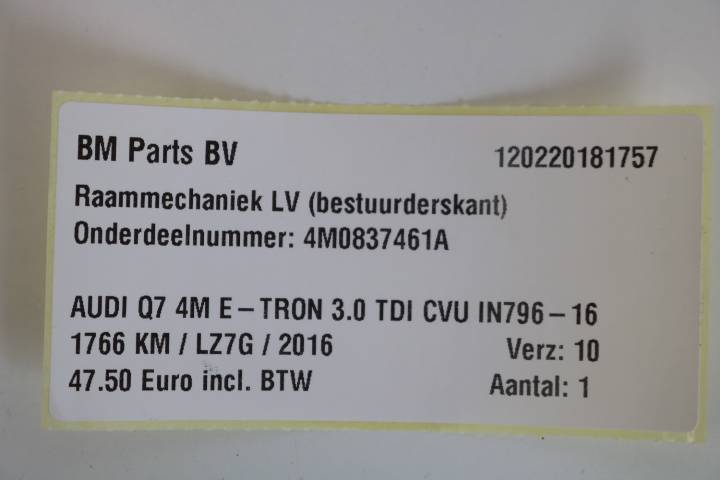 BM Parts BV 120220181757
Raammechaniek LV (bestuurderskant)
Onderdeelnummer: 4M0837461A
AUDI Q7 4M E-TRON 3.0 TDI CVU IN796-16
1766 KM / LZ7G / 2016 Verz: 10
47.50 Euro incl. BTW Aantal: 1